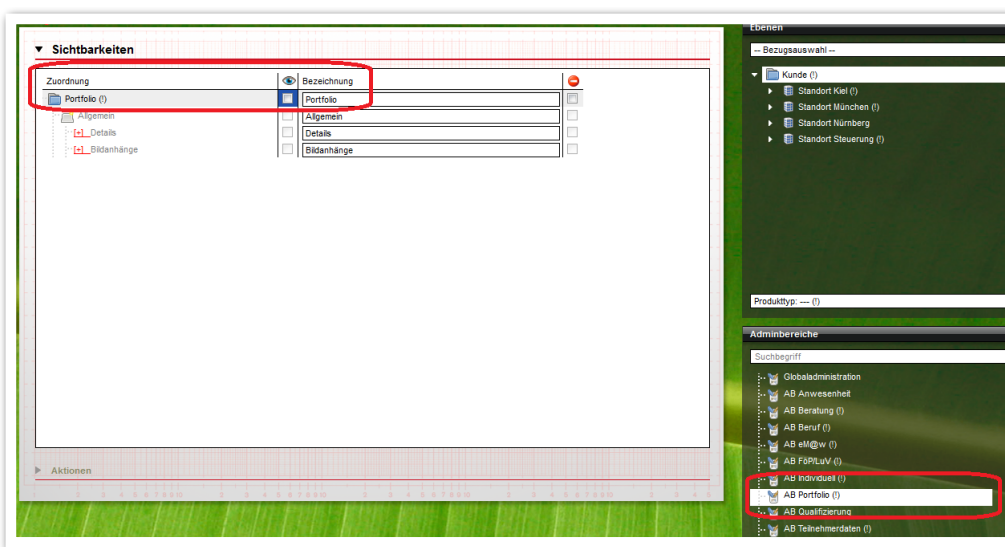 Sichtbarkeiten
Zuordnung Bezeichnung
Portfolio (!) Portfolio
Allgemein Allgemein
[+] Details Details
[+] Bildanhänge Bildanhänge
Aktionen
Ebenen
-- Bezugsauswahl --
Kunde (!)
Standort Kiel (!)
Standort München (!)
Standort Nürnberg
Standort Steuerung (!)
Produkttyp: --- (!)
Adminbereiche
Suchbegriff
Globaladministration
AB Anwesenheit
AB Beratung (!)
AB Beruf (!)
AB eM@w (!)
AB FöP/LuV (!)
AB Individuell (!)
AB Portfolio (!)
AB Qualifizierung
AB Teilnehmerdaten (!)